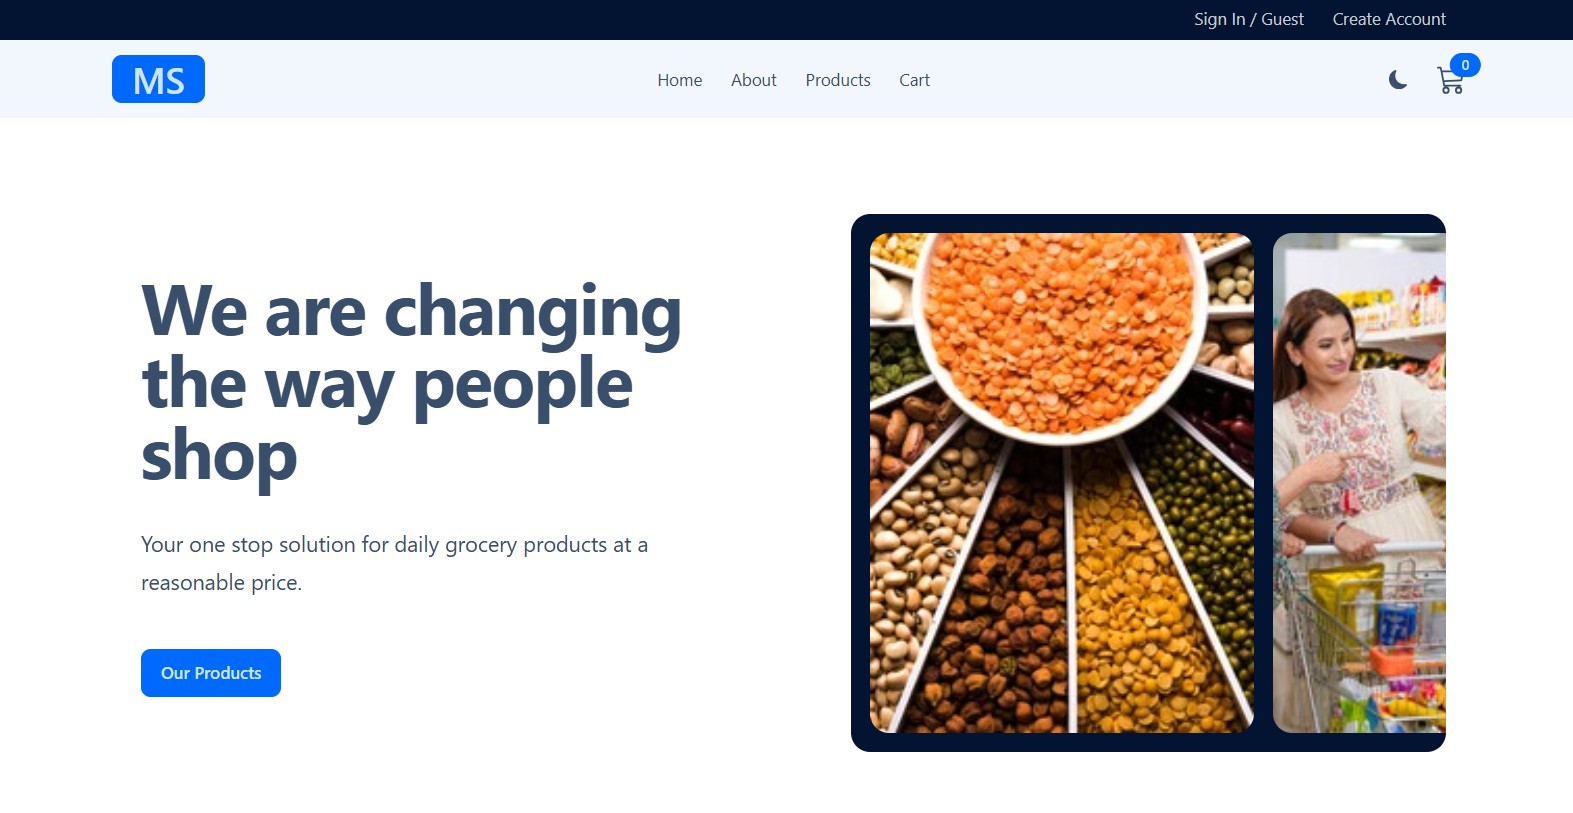 Sign In / Guest Create Account
MS
Home About Products Cart
0
We are changing
the way people
shop
Your one stop solution for daily grocery products at a
reasonable price.
Our Products